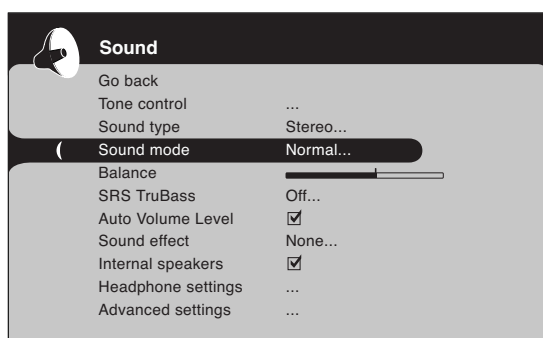 Sound
Go back
Tone control ...
Sound type Stereo...
Sound mode Normal...
Balance
SRS TruBass Off...
Auto Volume Level
Sound effect None...
Internal speakers
Headphone settings ...
Advanced settings ...